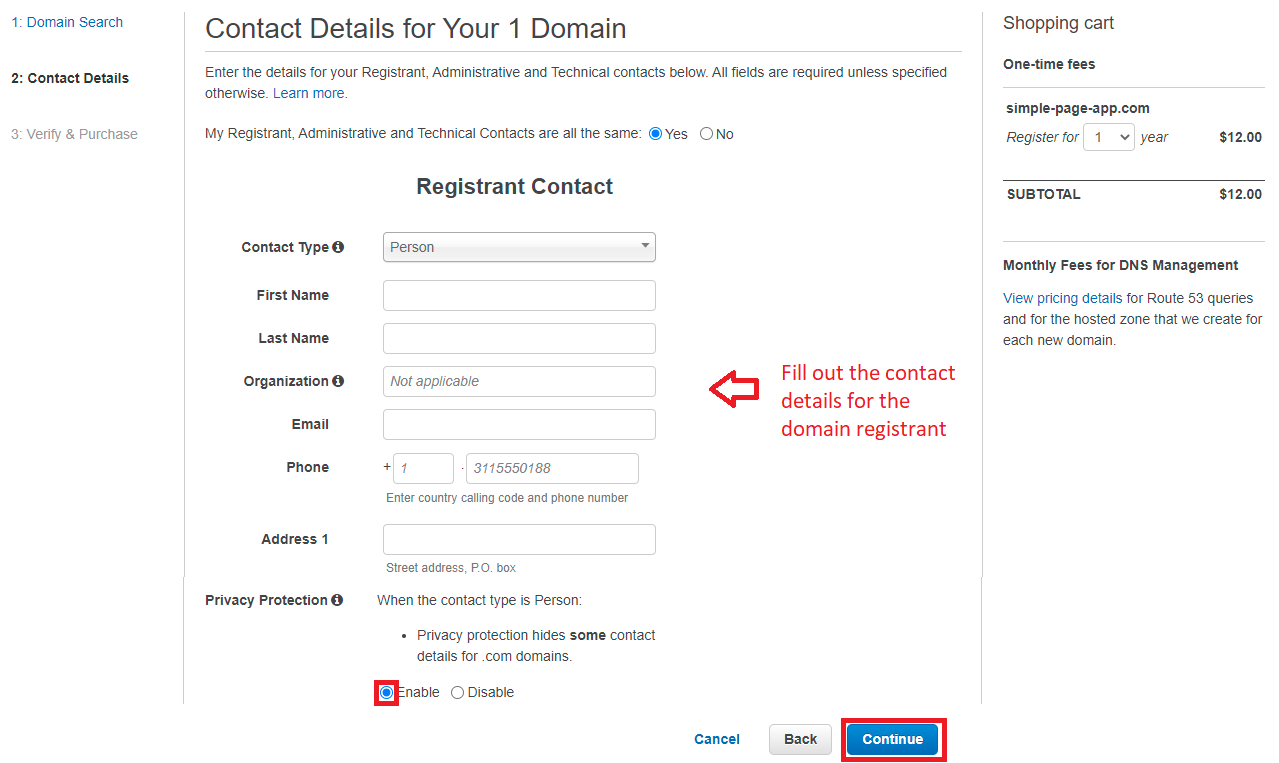 1: Domain Search
2: Contact Details
3: Verify & Purchase
Contact Details for Your 1 Domain
Enter the details for your Registrant, Administrative and Technical contacts below. All fields are required unless specified
otherwise. Learn more.
My Registrant, Administrative and Technical Contacts are all the same: Yes No
Registrant Contact
Contact Type Person
First Name
Last Name
Organization Not applicable
Email
Phone + 1 . 3115550188
Enter country calling code and phone number
Address 1
Street address, P.O. box
Privacy Protection When the contact type is Person:
• Privacy protection hides some contact
details for .com domains.
Enable Disable
Fill out the contact
details for the
domain registrant
Cancel Back Continue
Shopping cart
One-time fees
simple-page-app.com
Register for 1 year $12.00
SUBTOTAL $12.00
Monthly Fees for DNS Management
View pricing details for Route 53 queries
and for the hosted zone that we create for
each new domain.